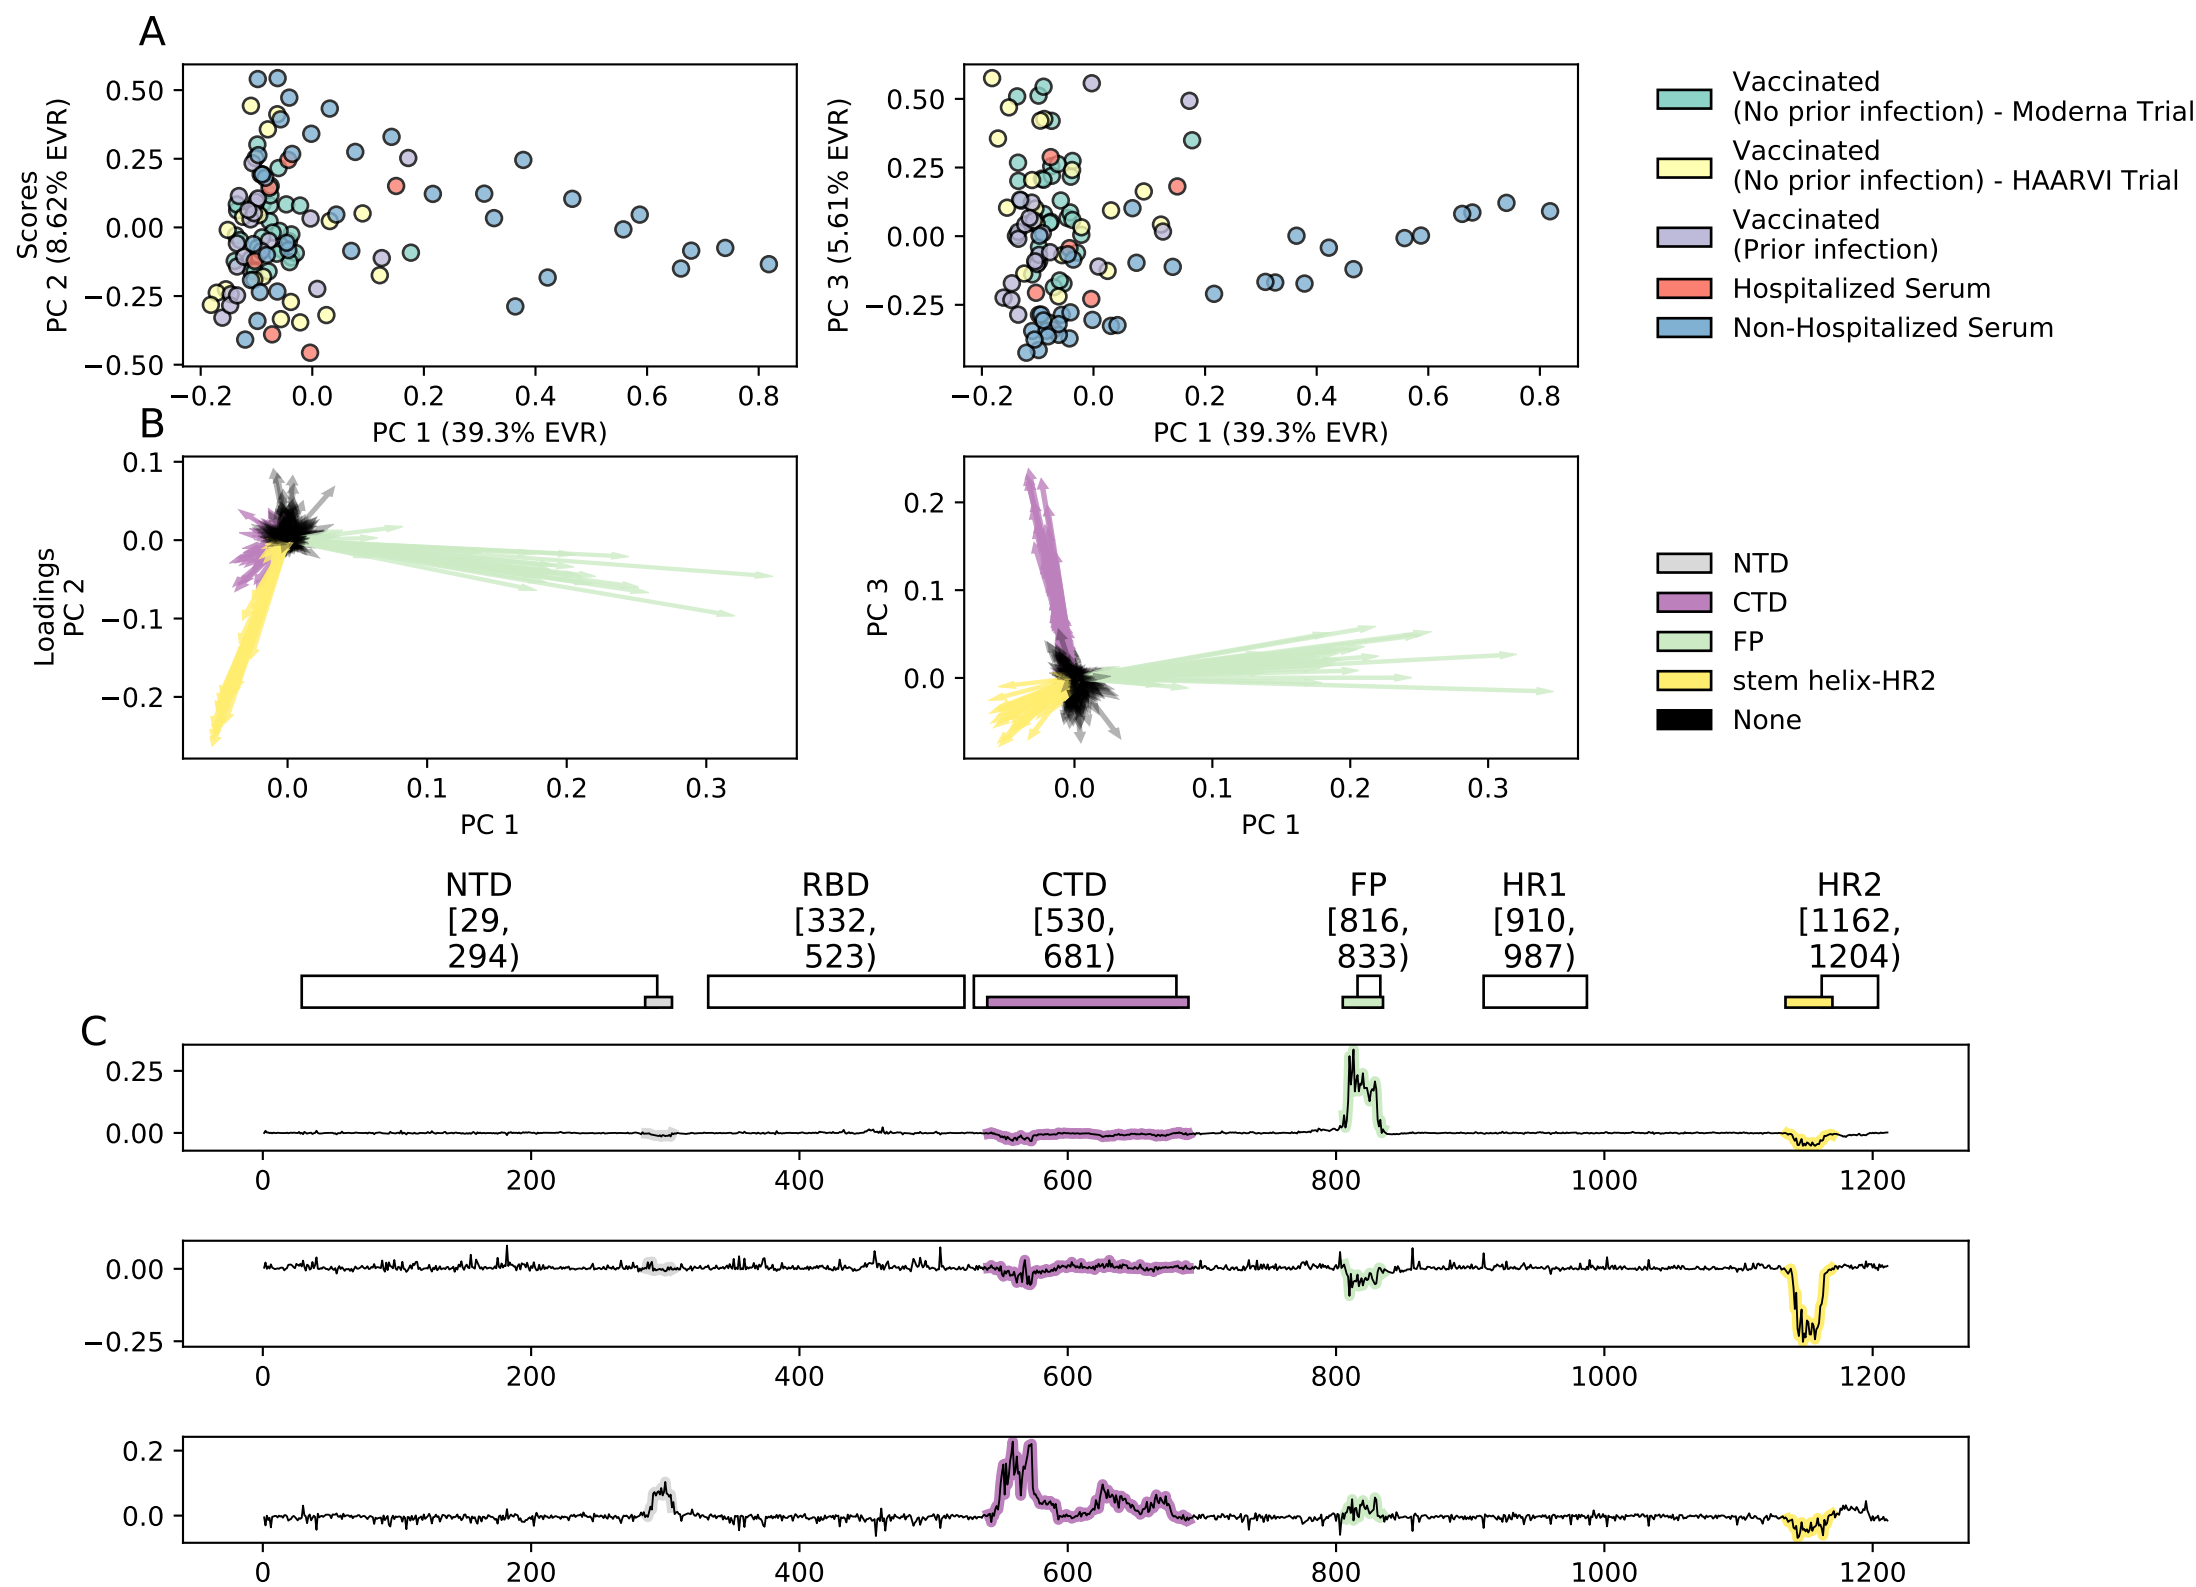 A
Scores
PC 2 (8.62% EVR)
0.50
0.25
0.00
−0.25
−0.50
−0.2
0.0
0.2
0.4
0.6
0.8
PC 1 (39.3% EVR)
PC 3 (5.61% EVR)
0.50
0.25
0.00
−0.25
−0.2
0.0
0.2
0.4
0.6
0.8
PC 1 (39.3% EVR)
Vaccinated
(No prior infection) - Moderna Trial
Vaccinated
(No prior infection) - HAARVI Trial
Vaccinated
(Prior infection)
Hospitalized Serum
Non-Hospitalized Serum
B
Loadings
PC 2
0.1
0.0
−0.1
−0.2
0.0
0.1
0.2
0.3
PC 1
PC 3
0.2
0.1
0.0
0.0
0.1
0.2
0.3
PC 1
NTD
CTD
FP
stem helix-HR2
None
NTD
[29,
294)
RBD
[332,
523)
CTD
[530,
681)
FP
[816,
833)
HR1
[910,
987)
HR2
[1162,
1204)
C
0.25
0.00
0
200
400
600
800
1000
1200
0.00
−0.25
0
200
400
600
800
1000
1200
0.2
0.0
0
200
400
600
800
1000
1200